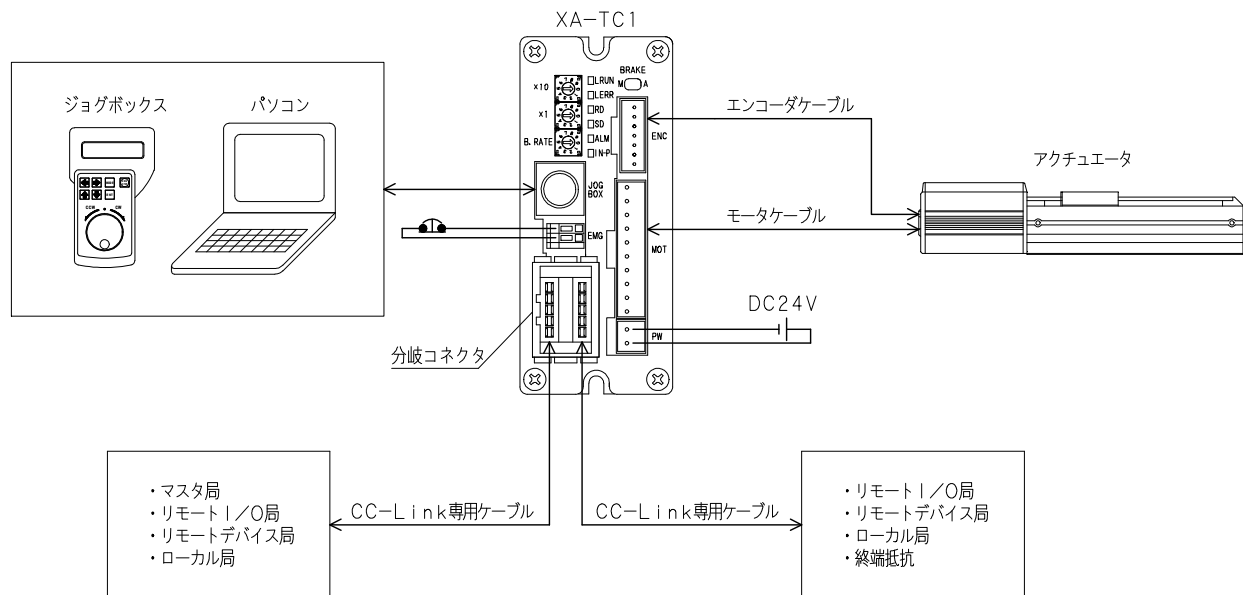 XA-TC1
ジョグボックス
パソコン
CCW
CW
BRAKE
M
A
×10
×1
B.RATE
LRUN
LERR
RD
SD
ALM
IN-P
ENC
JOG
BOX
EMG
MOT
PW
エンコーダケーブル
アクチュエータ
モータケーブル
DC24V
分岐コネクタ
・マスタ局
・リモートI/O局
・リモートデバイス局
・ローカル局
CC-Link専用ケーブル
CC-Link専用ケーブル
・リモートI/O局
・リモートデバイス局
・ローカル局
・終端抵抗